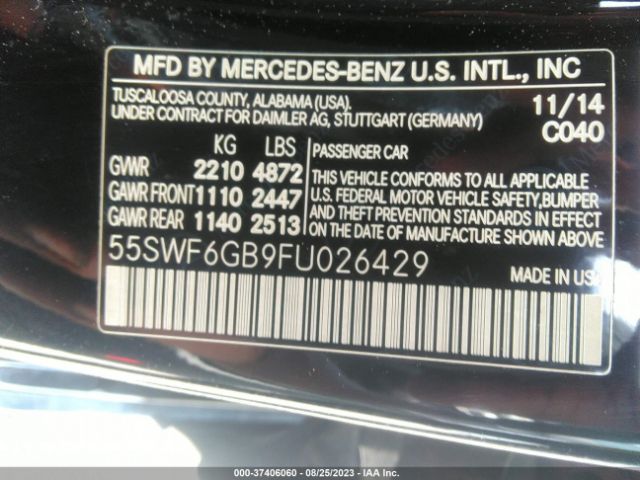 MFD BY MERCEDES-BENZ U.S. INTL., INC
TUSCALOOSA COUNTY, ALABAMA (USA). 11/14
UNDER CONTRACT FOR DAIMLER AG, STUTTGART (GERMANY) C040
KG LBS PASSENGER CAR
GVWR 2210 4872
GAWR FRONT 1110 2447
GAWR REAR 1140 2513
THIS VEHICLE CONFORMS TO ALL APPLICABLE
U.S. FEDERAL MOTOR VEHICLE SAFETY,BUMPER
AND THEFT PREVENTION STANDARDS IN EFFECT
ON THE DATE OF MANUFACTURE SHOWN ABOVE.
55SWF6GB9FU026429
MADE IN USA
000-37406060 - 08/25/2023 - IAAI.com